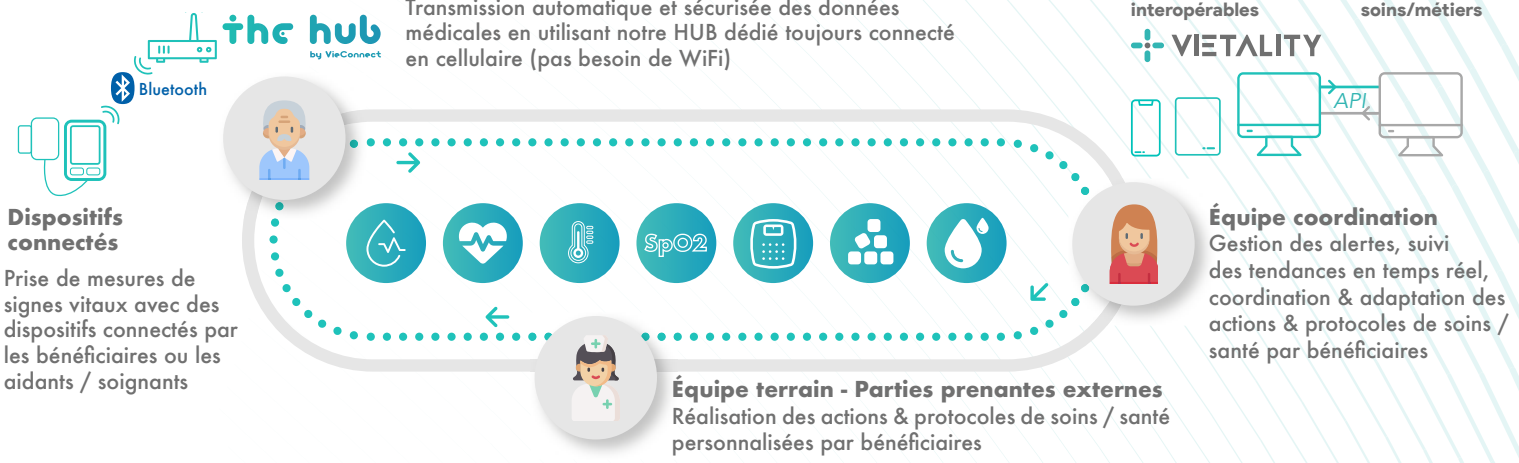 Transmission automatique et sécurisée des données
médicales en utilisant notre HUB dédié toujours connecté
en cellulaire (pas besoin de WiFi)
the hub
by VieConnect
Bluetooth
interopérables
soins/métiers
VIETALITY
API
Dispositifs
connectés
Prise de mesures de
signes vitaux avec des
dispositifs connectés par
les bénéficiaires ou les
aidants / soignants
SpO2
Équipe coordination
Gestion des alertes, suivi
des tendances en temps réel,
coordination & adaptation des
actions & protocoles de soins /
santé par bénéficiaires
Équipe terrain - Parties prenantes externes
Réalisation des actions & protocoles de soins / santé
personnalisées par bénéficiaires